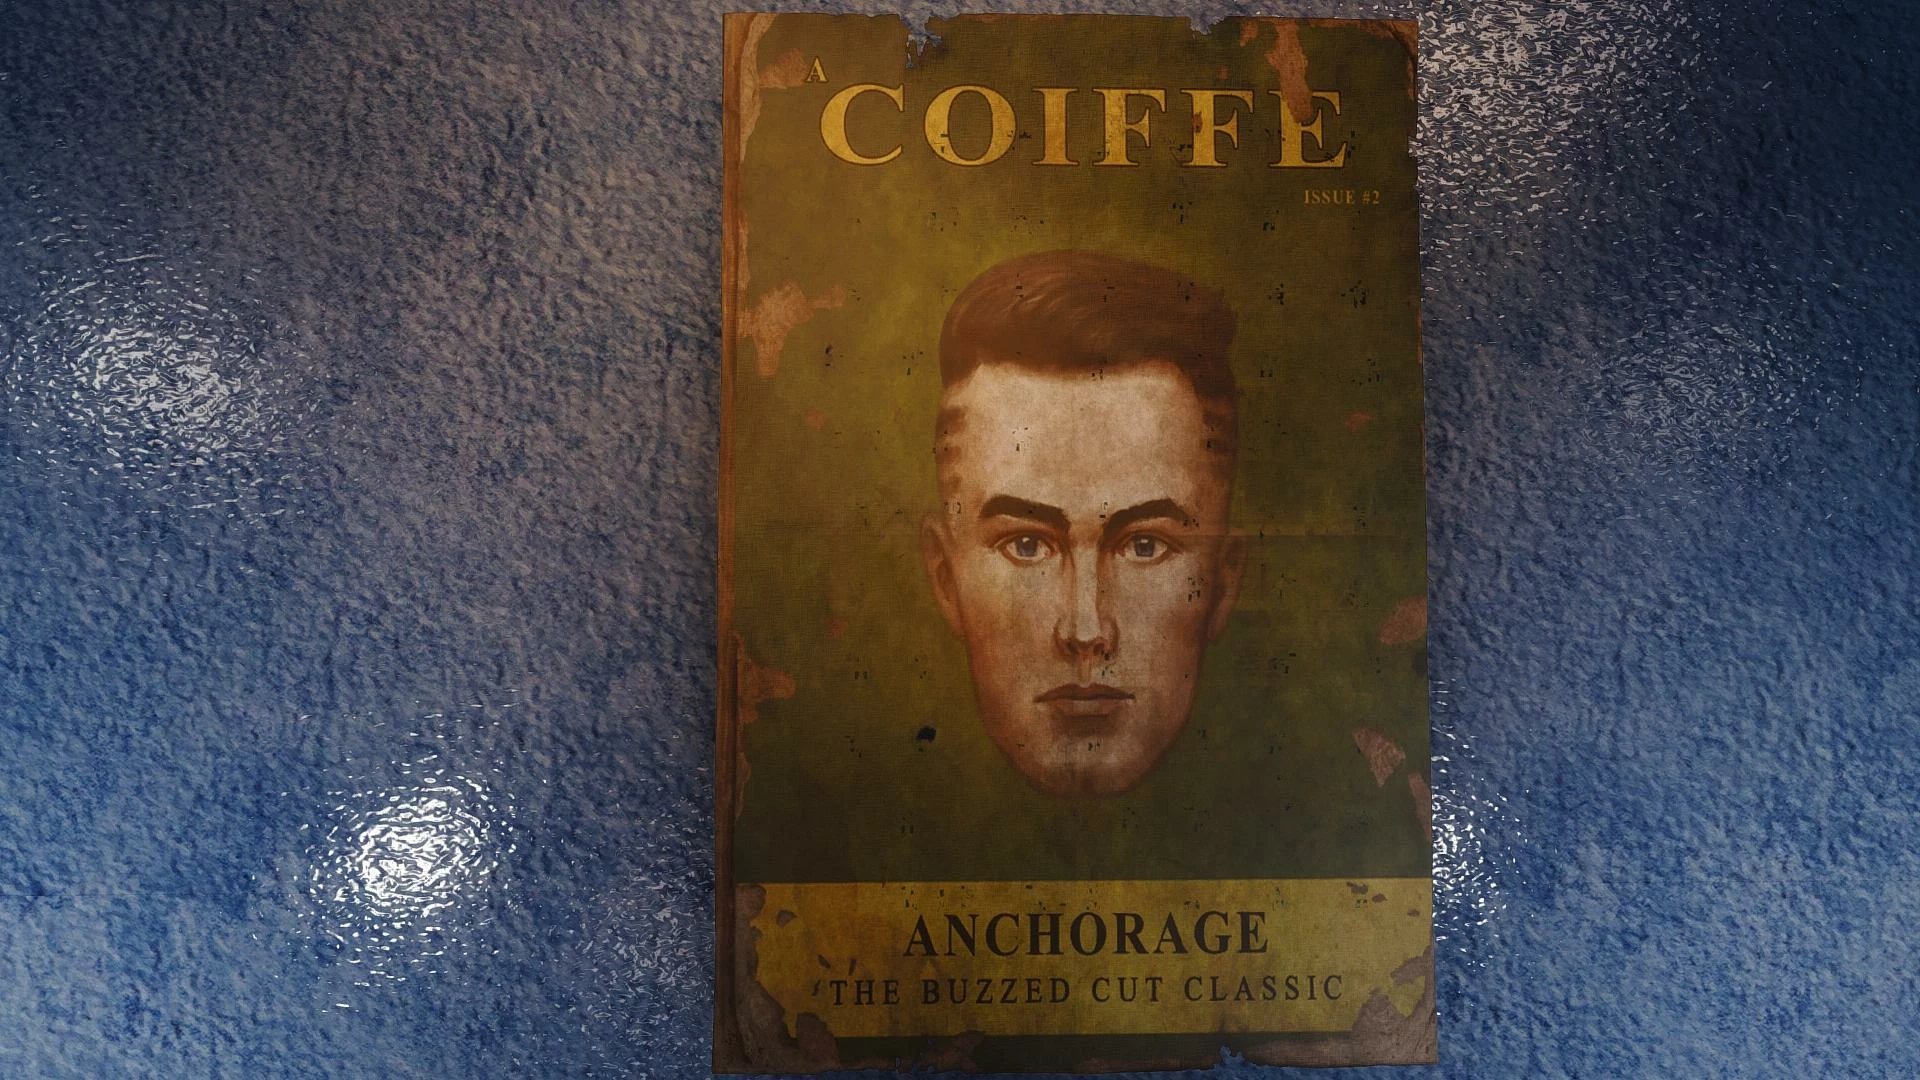 A
COIFFE
ISSUE #2
ANCHORAGE
THE BUZZED CUT CLASSIC